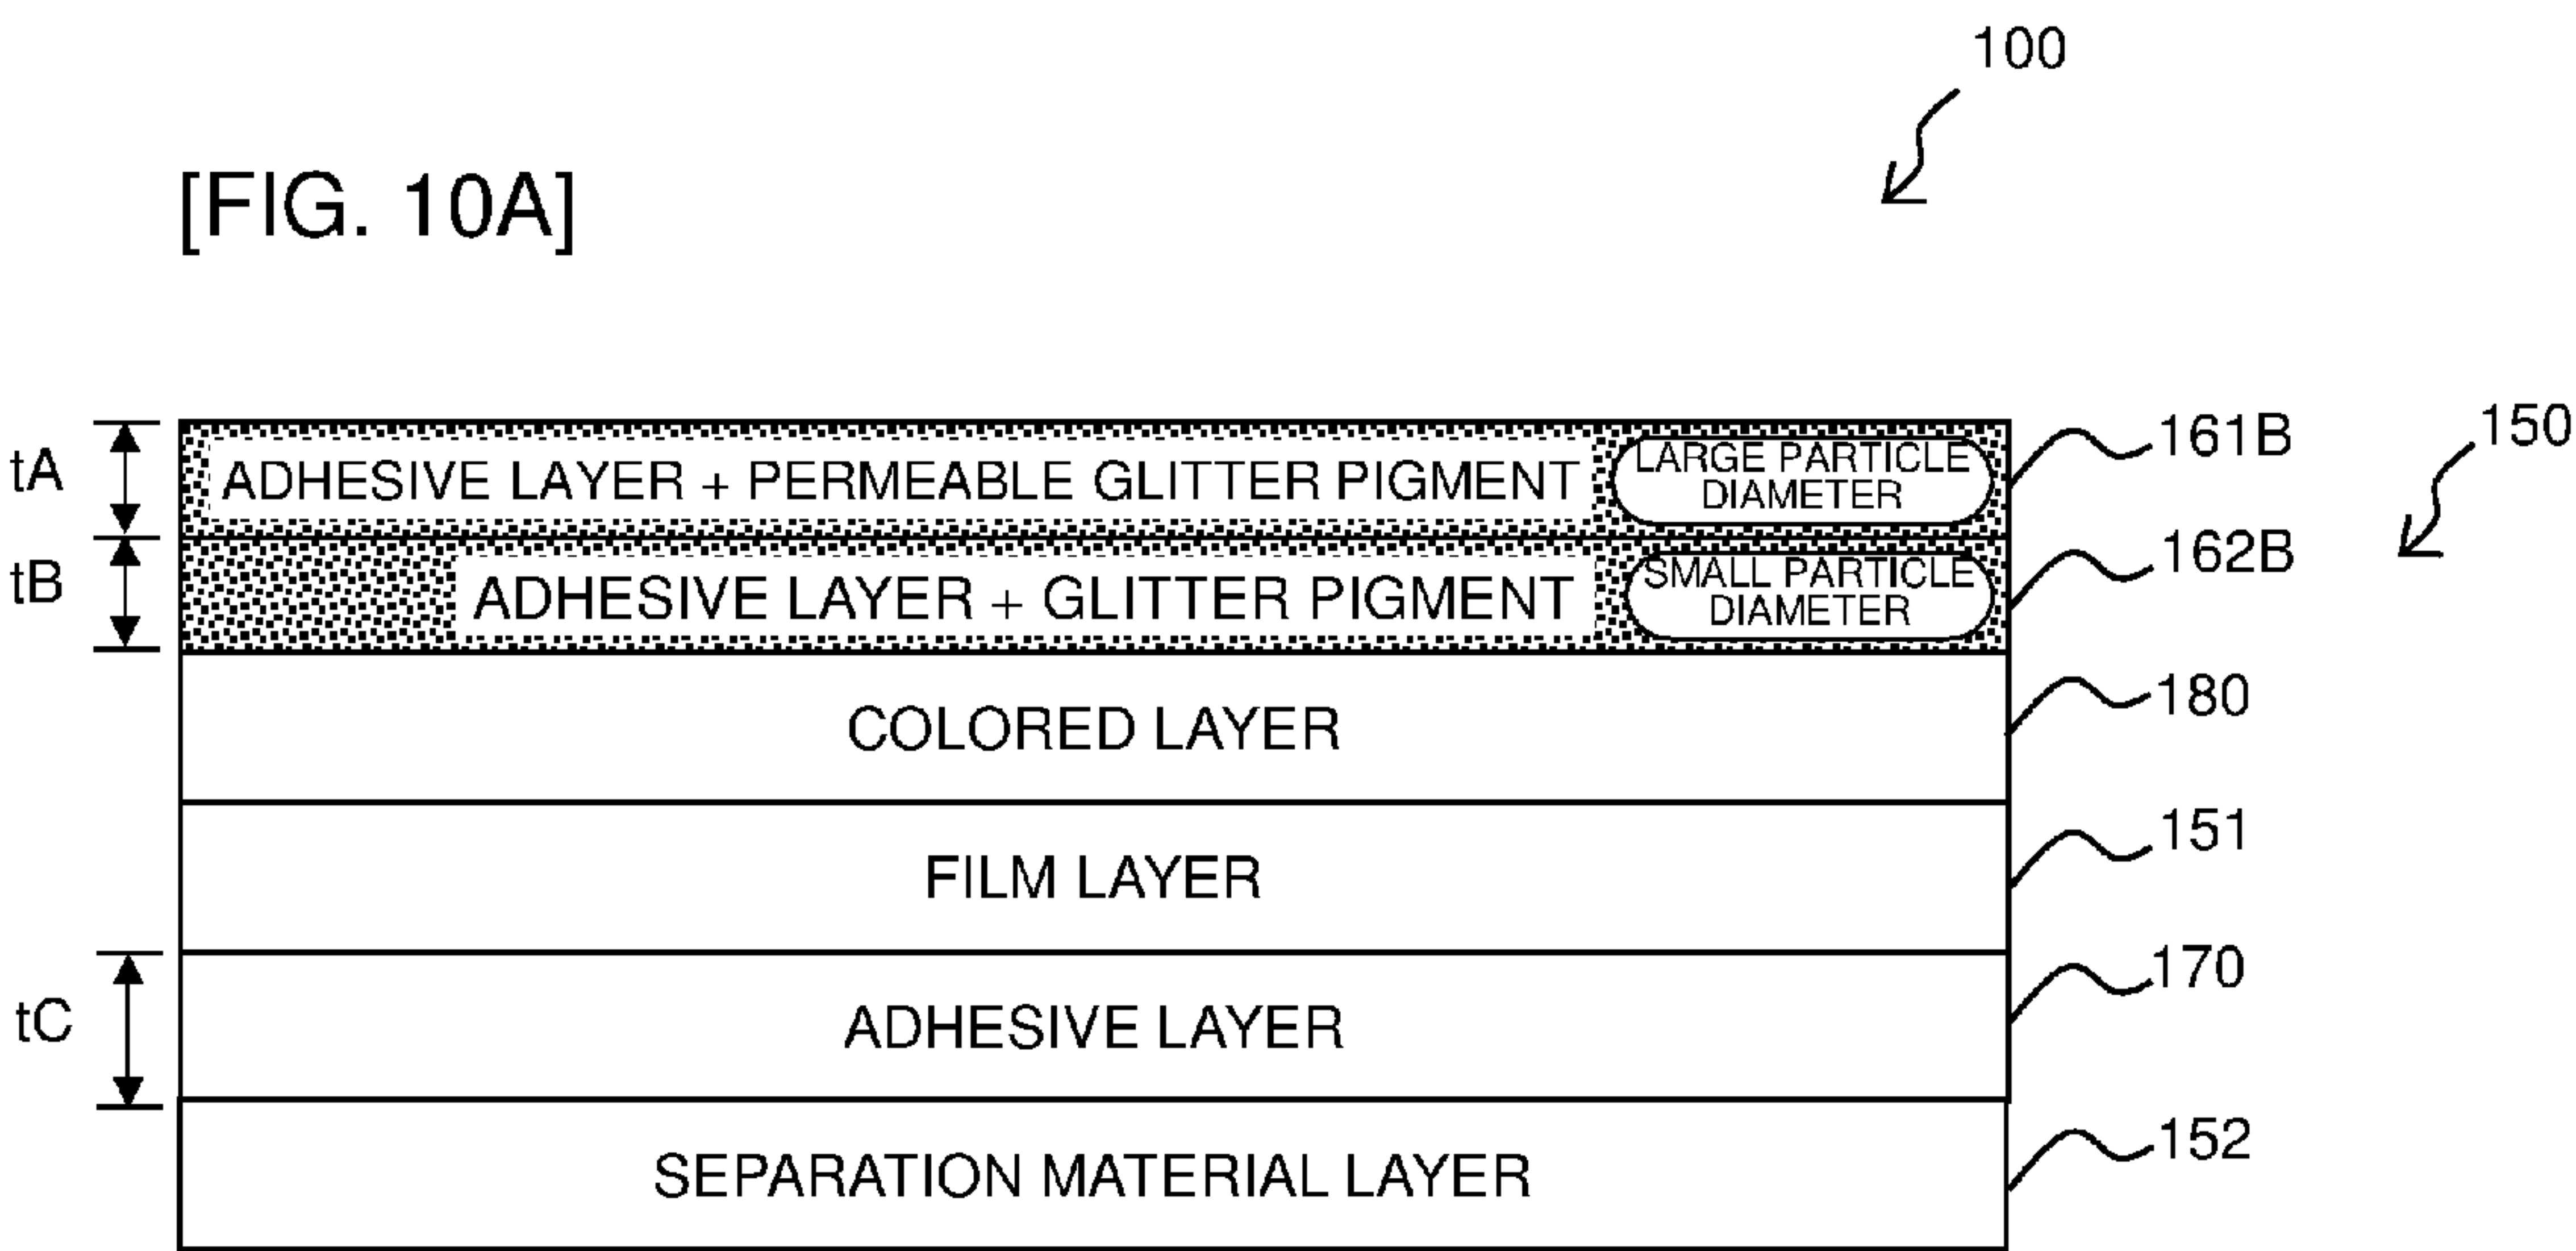 100
[FIG. 10A]
tA
ADHESIVE LAYER + PERMEABLE GLITTER PIGMENT
LARGE PARTICLE
DIAMETER
161B
150
tB
ADHESIVE LAYER + GLITTER PIGMENT
SMALL PARTICLE
DIAMETER
162B
COLORED LAYER
180
FILM LAYER
151
tC
ADHESIVE LAYER
170
SEPARATION MATERIAL LAYER
152